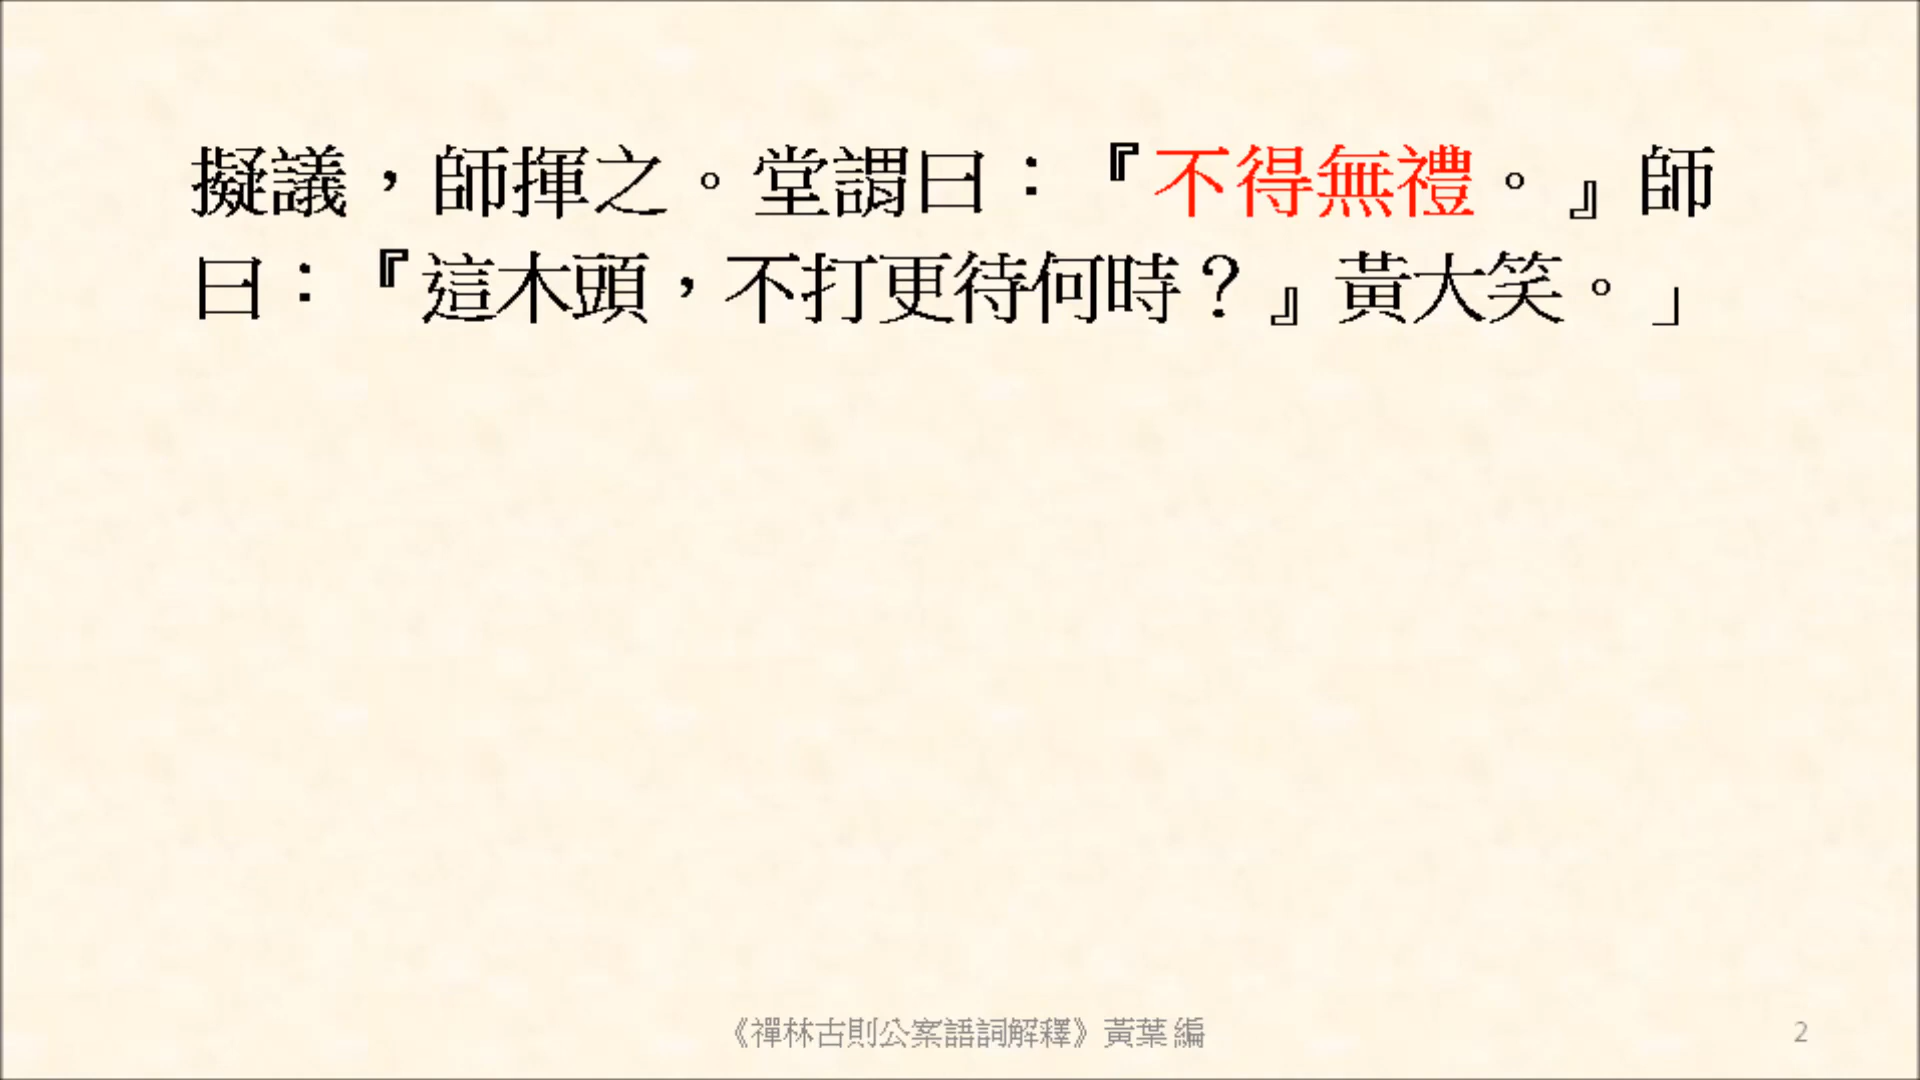 擬議，師揮之。堂謂曰：『不得無禮。』師
曰：『這木頭，不打更待何時？』黃大笑。」
《禪林古則公案語詞解釋》黃葉 編
2